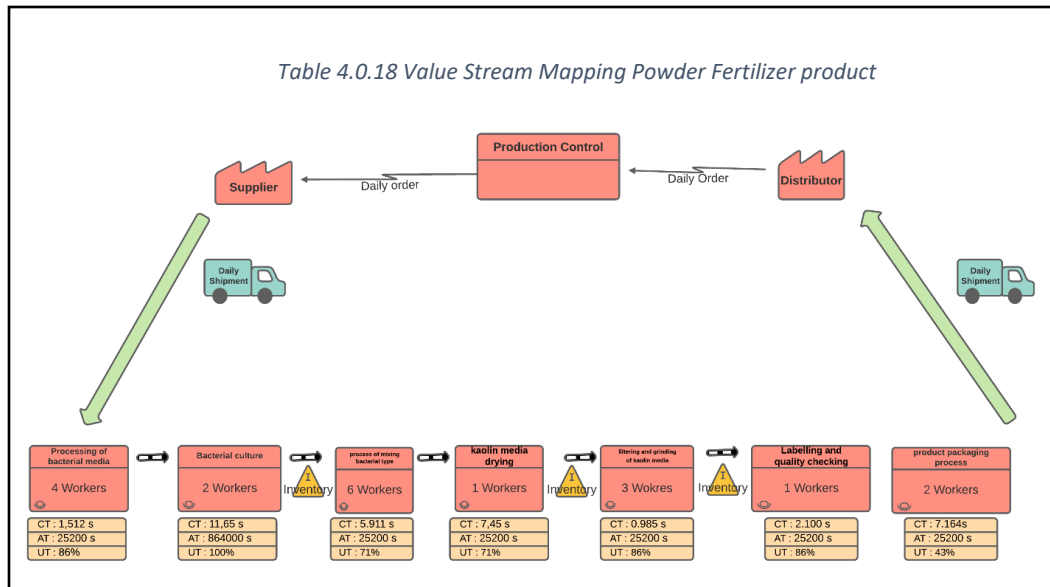 Table 4.0.18 Value Stream Mapping Powder Fertilizer product
Production Control
Supplier
Daily order
Daily Order
Distributor
Daily
Shipment
Daily
Shipment
Processing of
bacterial media
4 Workers
CT : 1,512 s
AT : 25200 s
UT : 86%
Bacterial culture
2 Workers
CT : 11,65 s
AT : 864000 s
UT : 100%
I
Inventory
process of mixing
bacterial type
6 Workers
CT : 5.911 s
AT : 25200 s
UT : 71%
kaolin media
drying
1 Workers
CT : 7,45 s
AT : 25200 s
UT : 71%
I
Inventory
filtering and grinding
of kaolin media
3 Wokres
CT : 0.985 s
AT : 25200 s
UT : 86%
I
Inventory
Labelling and
quality checking
1 Workers
CT : 2.100 s
AT : 25200 s
UT : 86%
product packaging
process
2 Workers
CT : 7.164s
AT : 25200 s
UT : 43%